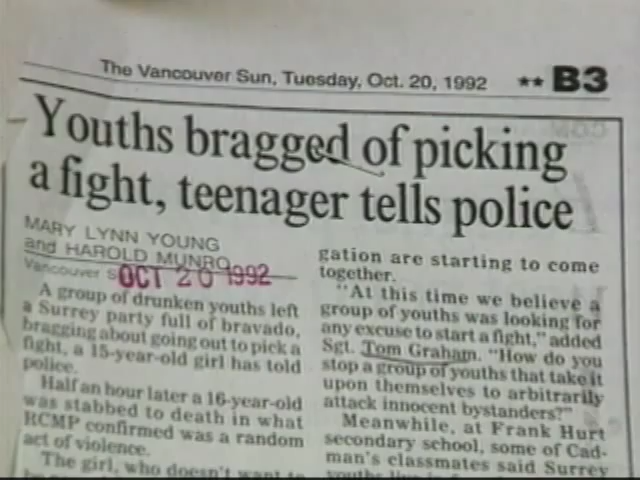 The Vancouver Sun, Tuesday, Oct. 20, 1992 ★★ B3
Youths bragged of picking
a fight, teenager tells police
MARY LYNN YOUNG
and HAROLD MUNRO
Vancouver S
OCT 20 1992
A group of drunken youths left
a Surrey party full of bravado,
bragging about going out to pick a
fight, a 15-year-old girl has told
police.
Half an hour later a 16-year-old
was stabbed to death in what
RCMP confirmed was a random
act of violence.
The girl, who doesn't want to
gation are starting to come
together.
"At this time we believe a
group of youths was looking for
any excuse to start a fight," added
Sgt. Tom Graham. "How do you
stop a group of youths that take it
upon themselves to arbitrarily
attack innocent bystanders?"
Meanwhile, at Frank Hurt
secondary school, some of Cad-
man's classmates said Surrey